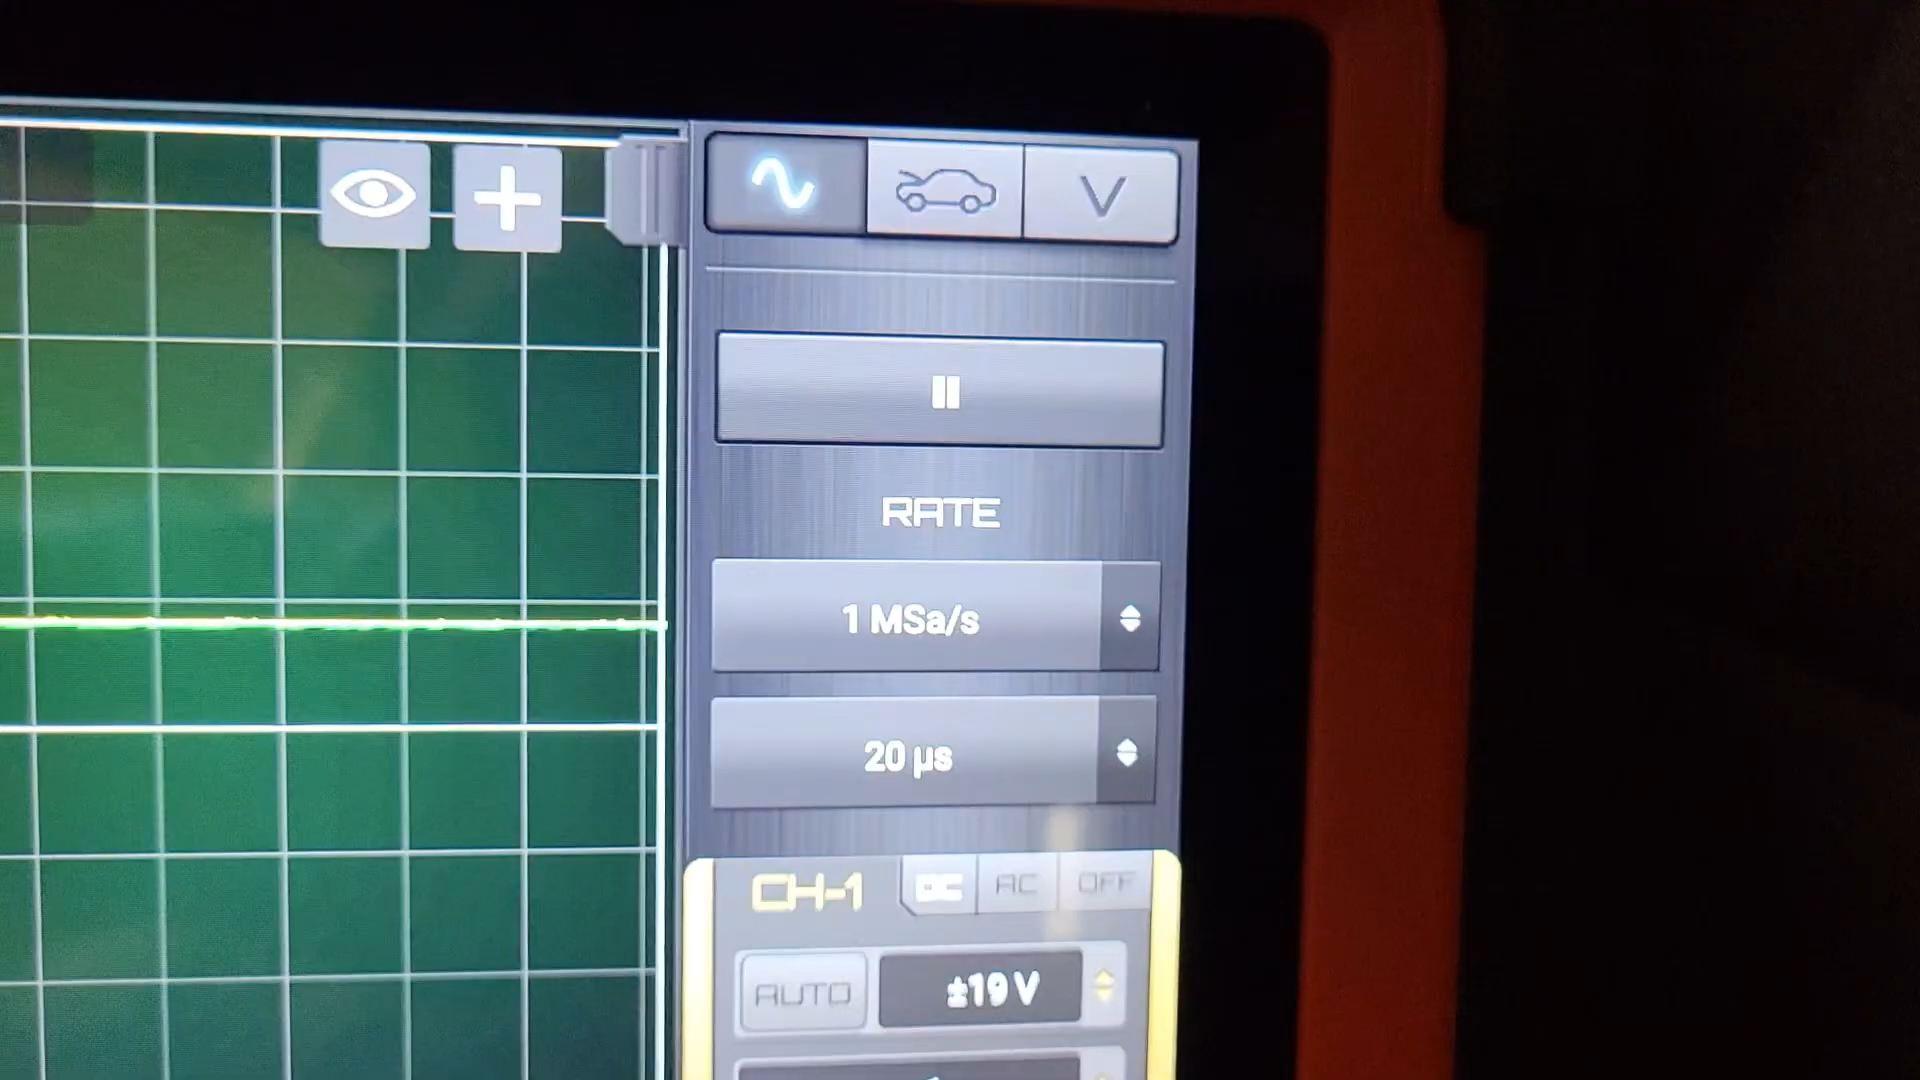 V
RATE
1 MSa/s
20 µs
CH-1 DC AC OFF
AUTO ±19 V